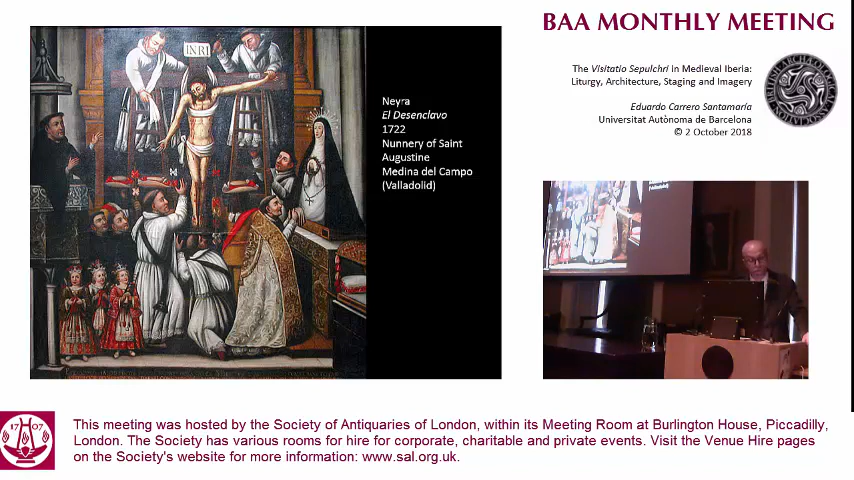 BAA MONTHLY MEETING
The Visitatio Sepulchri in Medieval Iberia:
Liturgy, Architecture, Staging and Imagery
Eduardo Carrero Santamaría
Universitat Autònoma de Barcelona
© 2 October 2018
INRI
Neyra
El Desenclavo
1722
Nunnery of Saint
Augustine
Medina del Campo
(Valladolid)
17 07
This meeting was hosted by the Society of Antiquaries of London, within its Meeting Room at Burlington House, Piccadilly,
London. The Society has various rooms for hire for corporate, charitable and private events. Visit the Venue Hire pages
on the Society's website for more information: www.sal.org.uk.